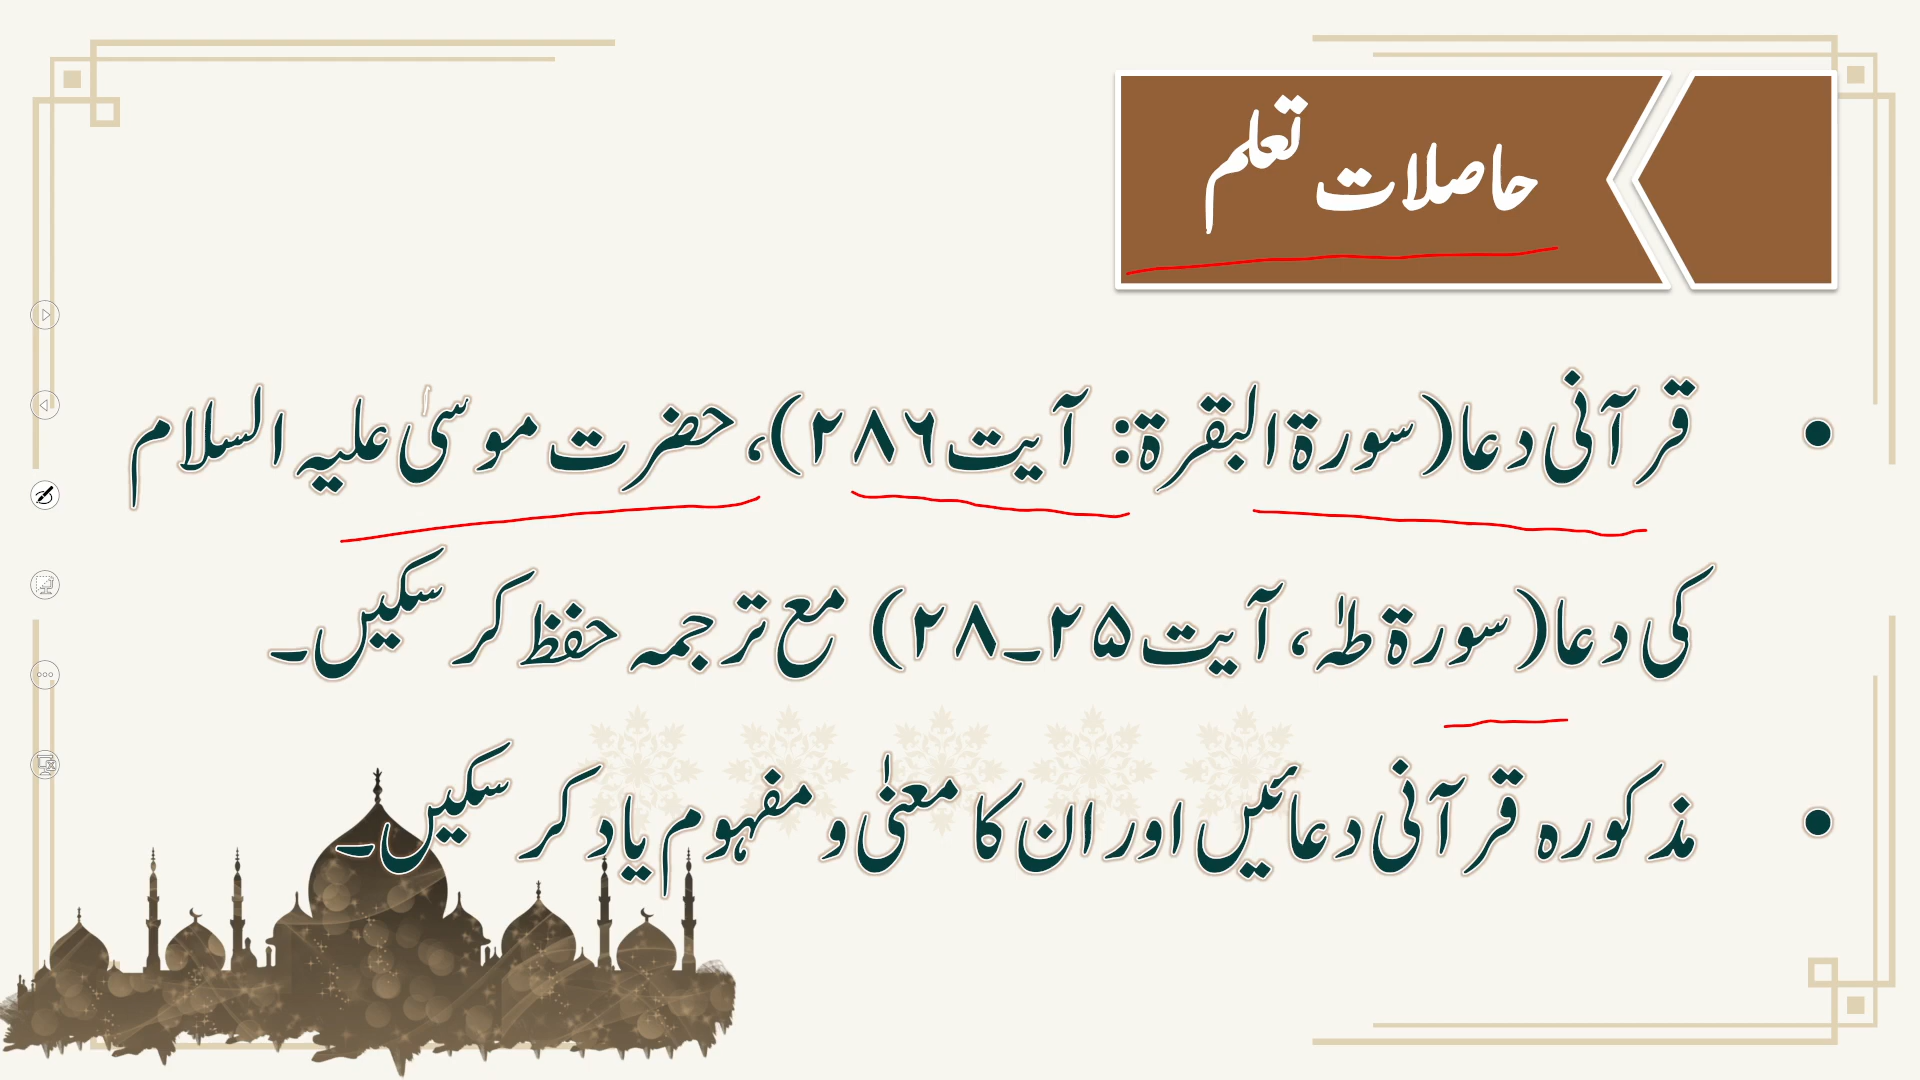 حاصلات تعلم
قرآنی دعا (سورۃ البقرۃ: آیت ۲۸۶)، حضرت موسیٰ علیہ السلام
کی دعا (سورۃ طہٰ، آیت ۲۵۔۲۸) مع ترجمہ حفظ کر سکیں۔
مذکورہ قرآنی دعائیں اور ان کا معنٰی و مفہوم یاد کر سکیں۔